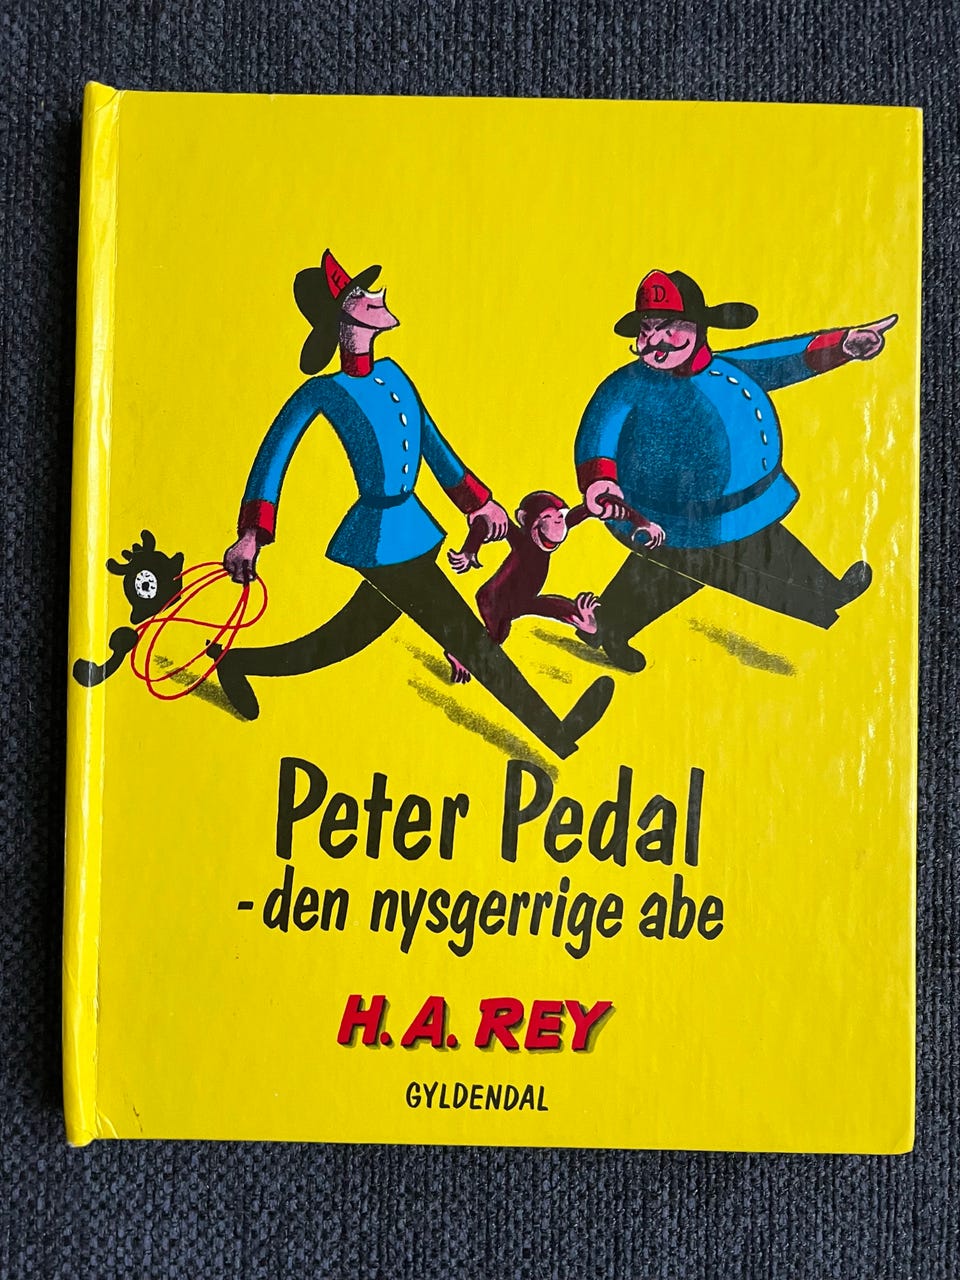 F.
F.D.
Peter Pedal
-den nysgerrige abe
H. A. REY
GYLDENDAL